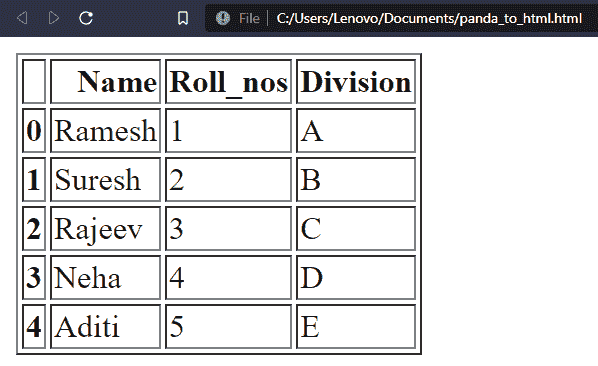 File | C:/Users/Lenovo/Documents/panda_to_html.html
Name Roll_nos Division
0 Ramesh 1 A
1 Suresh 2 B
2 Rajeev 3 C
3 Neha 4 D
4 Aditi 5 E